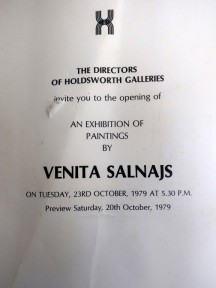 THE DIRECTORS
OF HOLDSWORTH GALLERIES
invite you to the opening of
AN EXHIBITION OF
PAINTINGS
BY
VENITA SALNAJS
ON TUESDAY, 23RD OCTOBER, 1979 AT 5.30 P.M.
Preview Saturday, 20th October, 1979